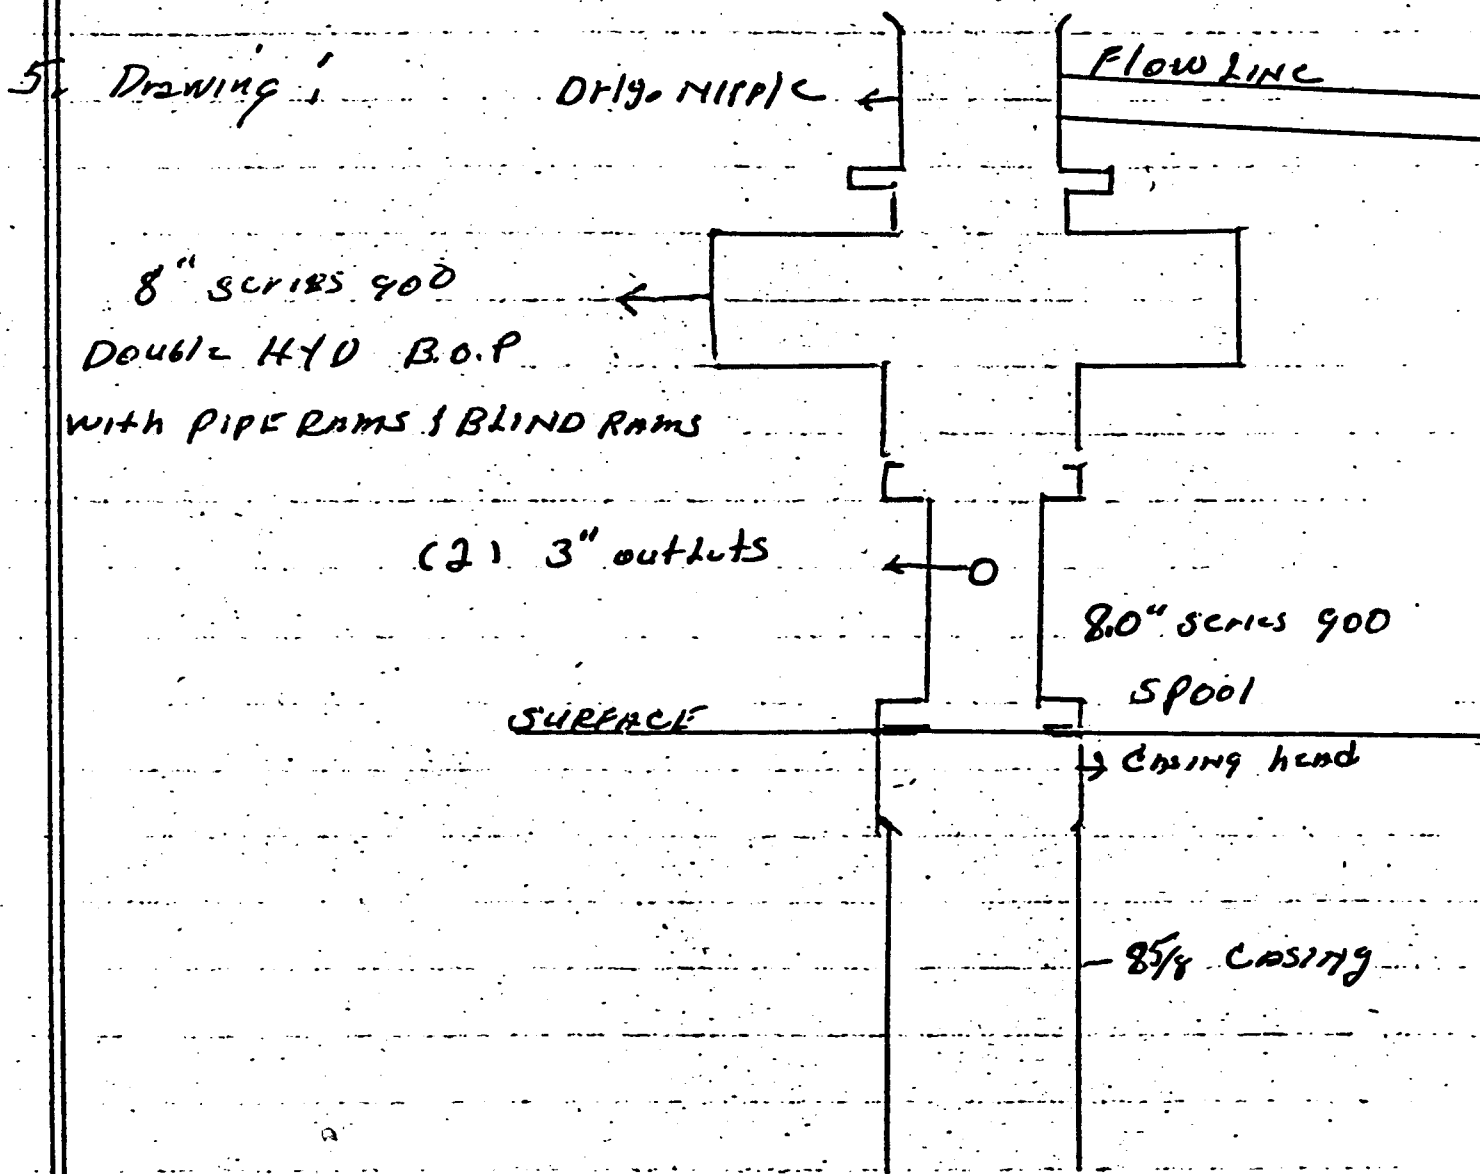 5. Drawing:
Drlg. Nipple
Flow Line
8" series 900
Double HYD B.O.P
with PIPE RAMS & BLIND RAMS
(2) 3" outlets
8.0" series 900
Spool
SURFACE
Casing head
8 5/8 Casing